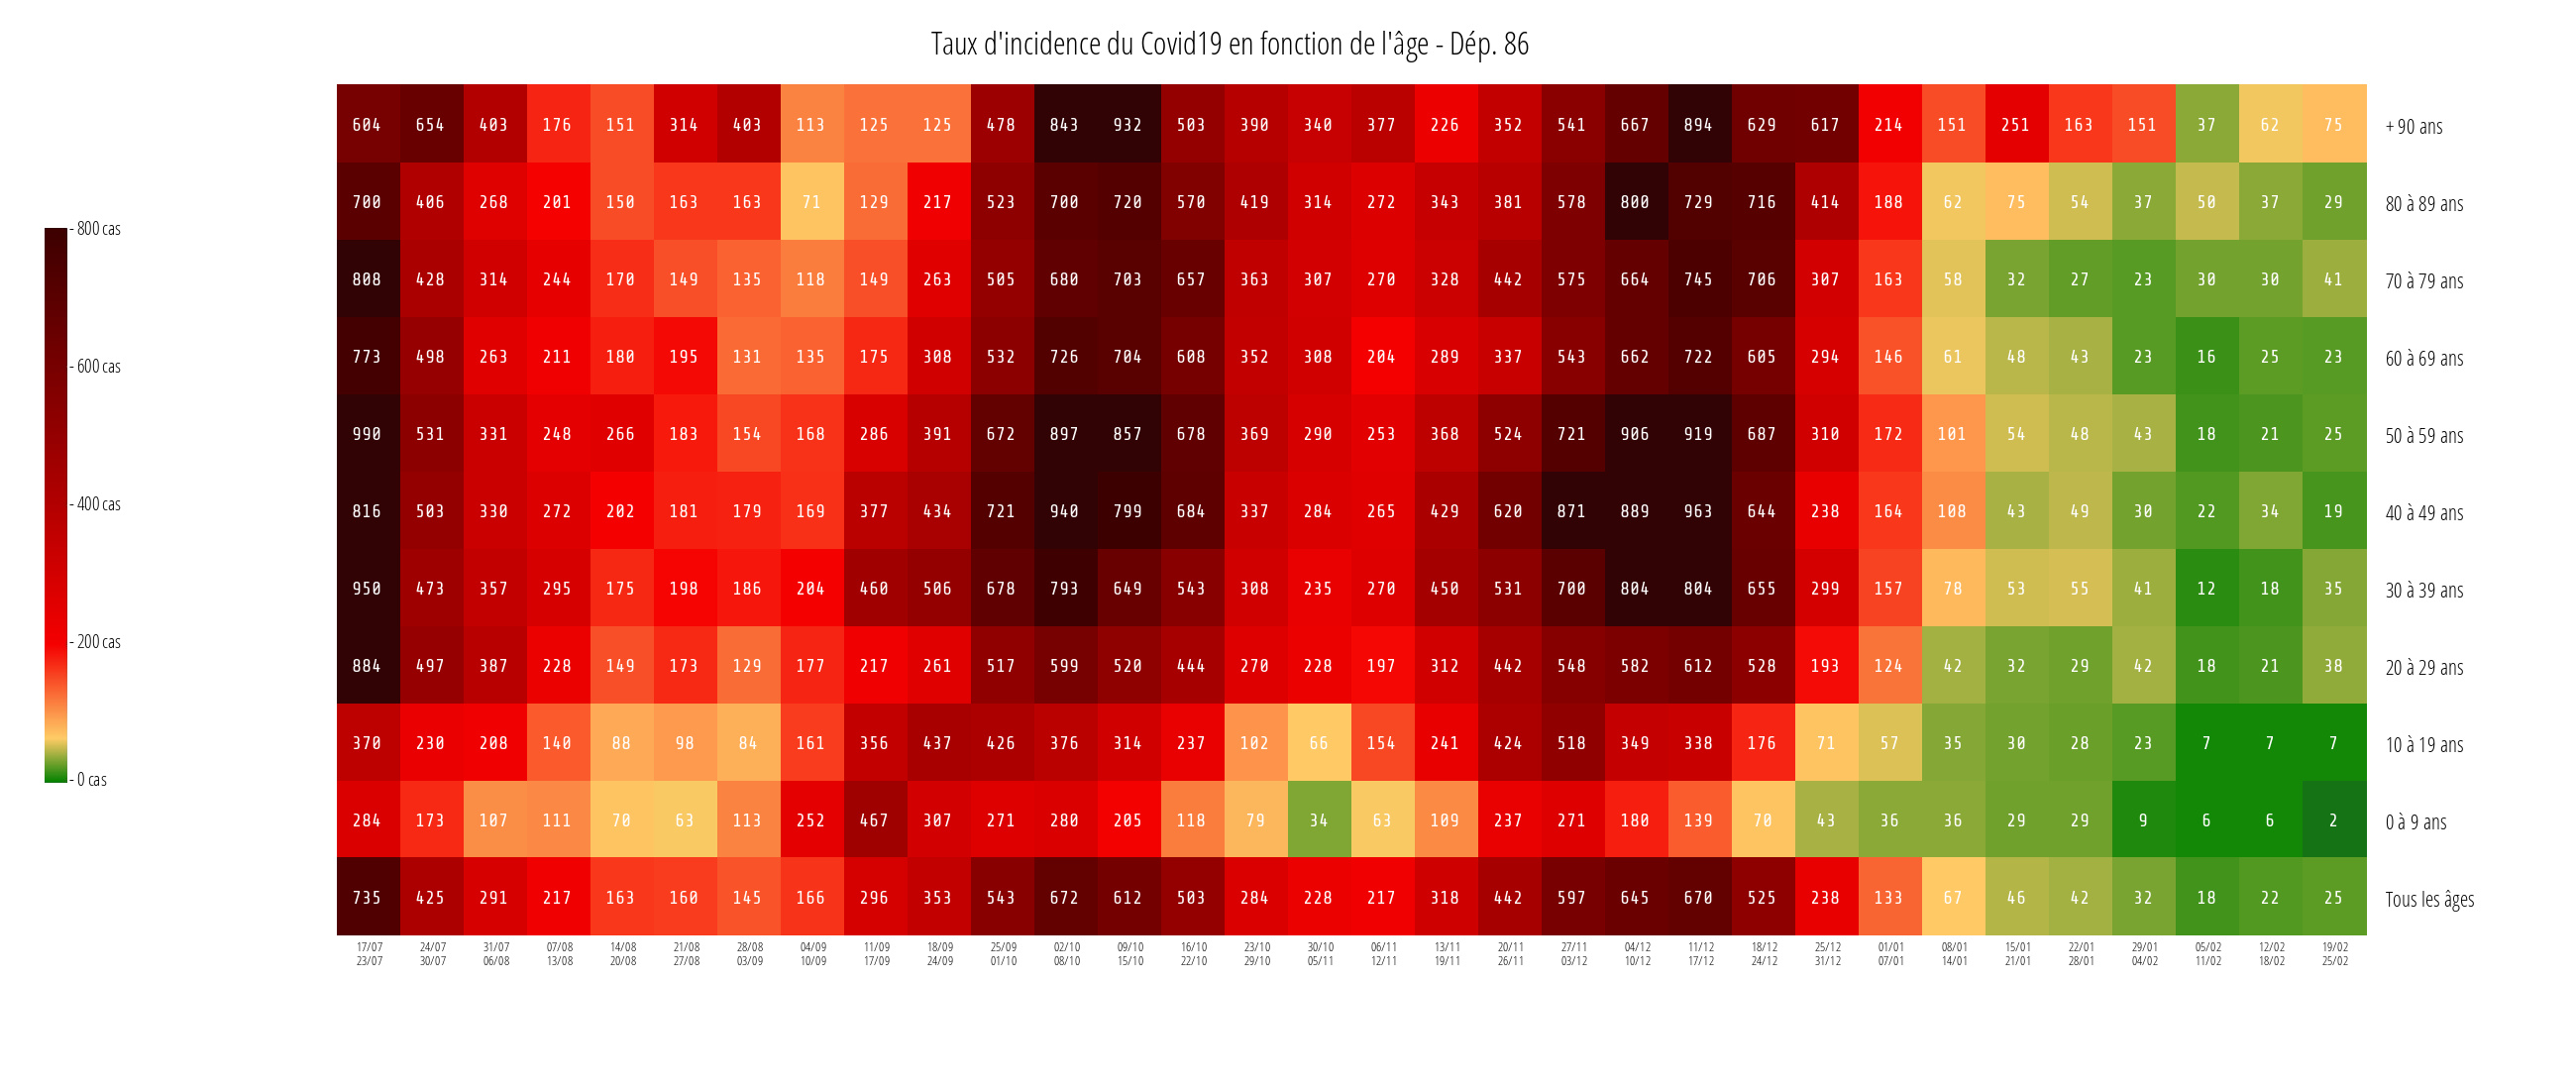 Taux d'incidence du Covid19 en fonction de l'âge - Dép. 86
604 654 403 176 151 314 403 113 125 125 478 843 932 503 390 340 377 226 352 541 667 894 629 617 214 151 251 163 151 37 62 75 + 90 ans
700 406 268 201 150 163 163 71 129 217 523 700 720 570 419 314 272 343 381 578 800 729 716 414 188 62 75 54 37 50 37 29 80 à 89 ans
- 800 cas
808 428 314 244 170 149 135 118 149 263 505 680 703 657 363 307 270 328 442 575 664 745 706 307 163 58 32 27 23 30 30 41 70 à 79 ans
773 498 263 211 180 195 131 135 175 308 532 726 704 608 352 308 204 289 337 543 662 722 605 294 146 61 48 43 23 16 25 23 60 à 69 ans
- 600 cas
990 531 331 248 266 183 154 168 286 391 672 897 857 678 369 290 253 368 524 721 906 919 687 310 172 101 54 48 43 18 21 25 50 à 59 ans
- 400 cas
816 503 330 272 202 181 179 169 377 434 721 940 799 684 337 284 265 429 620 871 889 963 644 238 164 108 43 49 30 22 34 19 40 à 49 ans
950 473 357 295 175 198 186 204 460 506 678 793 649 543 308 235 270 450 531 700 804 804 655 299 157 78 53 55 41 12 18 35 30 à 39 ans
- 200 cas
884 497 387 228 149 173 129 177 217 261 517 599 520 444 270 228 197 312 442 548 582 612 528 193 124 42 32 29 42 18 21 38 20 à 29 ans
370 230 208 140 88 98 84 161 356 437 426 376 314 237 102 66 154 241 424 518 349 338 176 71 57 35 30 28 23 7 7 7 10 à 19 ans
- 0 cas
284 173 107 111 70 63 113 252 467 307 271 280 205 118 79 34 63 109 237 271 180 139 70 43 36 36 29 29 9 6 6 2 0 à 9 ans
735 425 291 217 163 160 145 166 296 353 543 672 612 503 284 228 217 318 442 597 645 670 525 238 133 67 46 42 32 18 22 25 Tous les âges
17/07 24/07 31/07 07/08 14/08 21/08 28/08 04/09 11/09 18/09 25/09 02/10 09/10 16/10 23/10 30/10 06/11 13/11 20/11 27/11 04/12 11/12 18/12 25/12 01/01 08/01 15/01 22/01 29/01 05/02 12/02 19/02
23/07 30/07 06/08 13/08 20/08 27/08 03/09 10/09 17/09 24/09 01/10 08/10 15/10 22/10 29/10 05/11 12/11 19/11 26/11 03/12 10/12 17/12 24/12 31/12 07/01 14/01 21/01 28/01 04/02 11/02 18/02 25/02